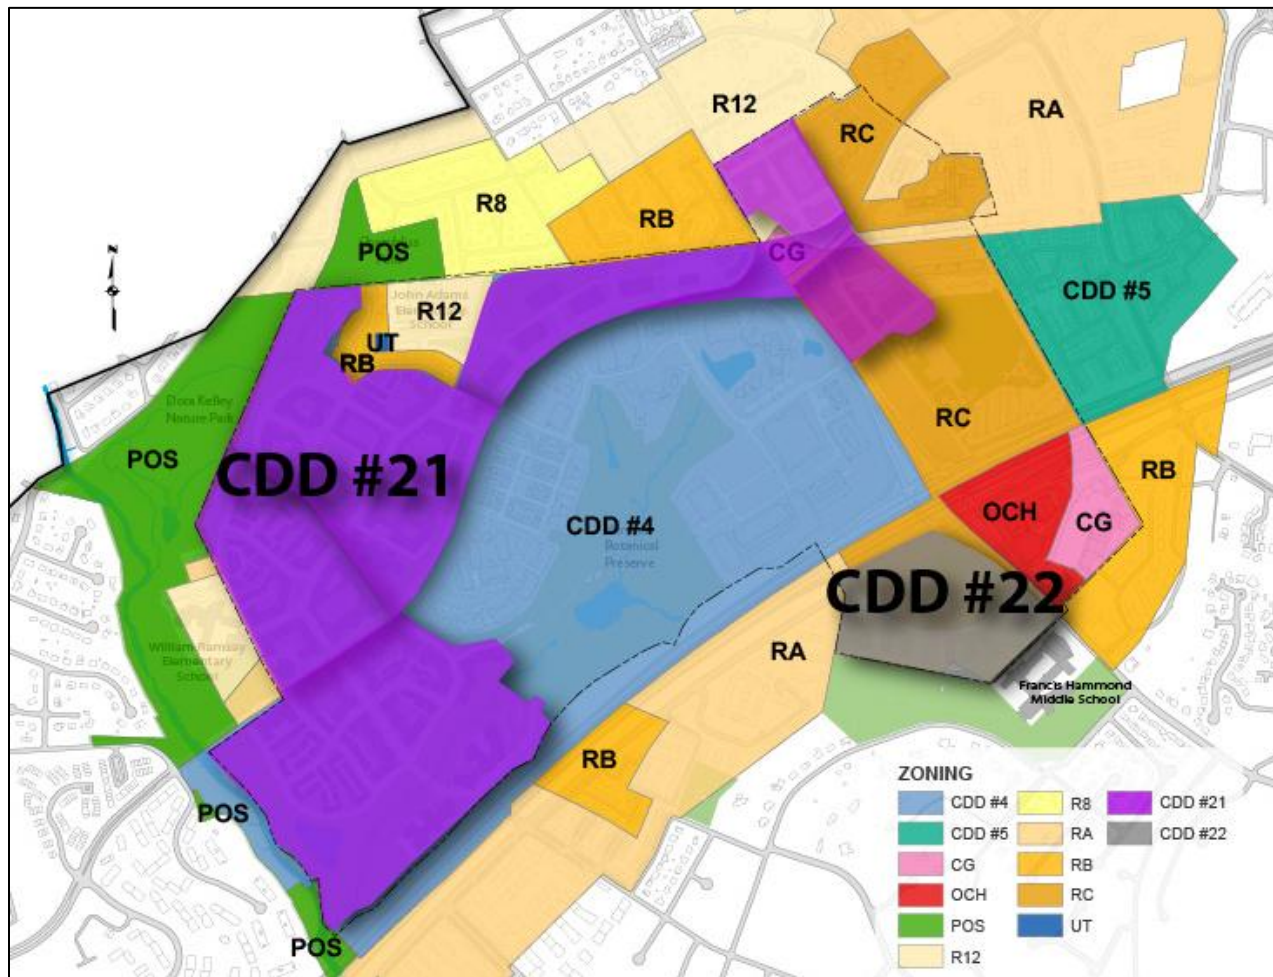 R12
RC
RA
R8
RB
POS
CG
CDD #5
N
John Adams
Elementary
School
R12
UT
RB
Dora Kelley
Nature Park
POS
RC
CDD #21
RB
OCH
CG
CDD #4
Botanical
Preserve
CDD #22
William Ramsay
Elementary
School
RA
Francis Hammond
Middle School
RB
POS
POS
ZONING
CDD #4
R8
CDD #21
CDD #5
RA
CDD #22
CG
RB
OCH
RC
POS
UT
R12